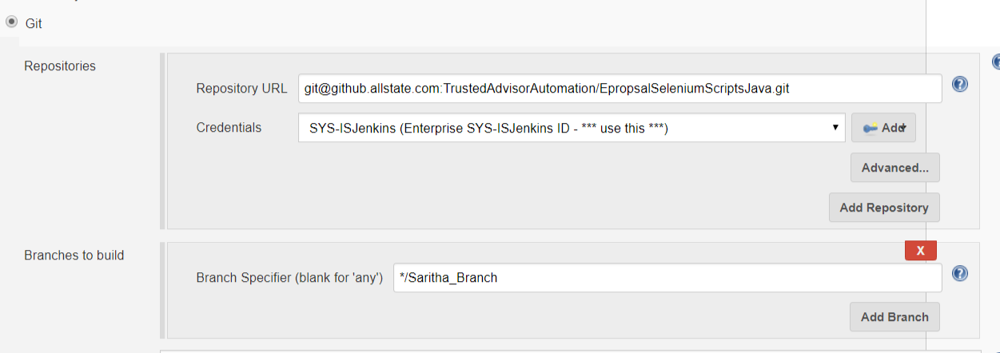 Git
Repositories
Repository URL git@github.allstate.com:TrustedAdvisorAutomation/EpropsalSeleniumScriptsJava.git
Credentials SYS-ISJenkins (Enterprise SYS-ISJenkins ID - *** use this ***) Add
Advanced...
Add Repository
X
Branches to build
Branch Specifier (blank for 'any') */Saritha_Branch
Add Branch